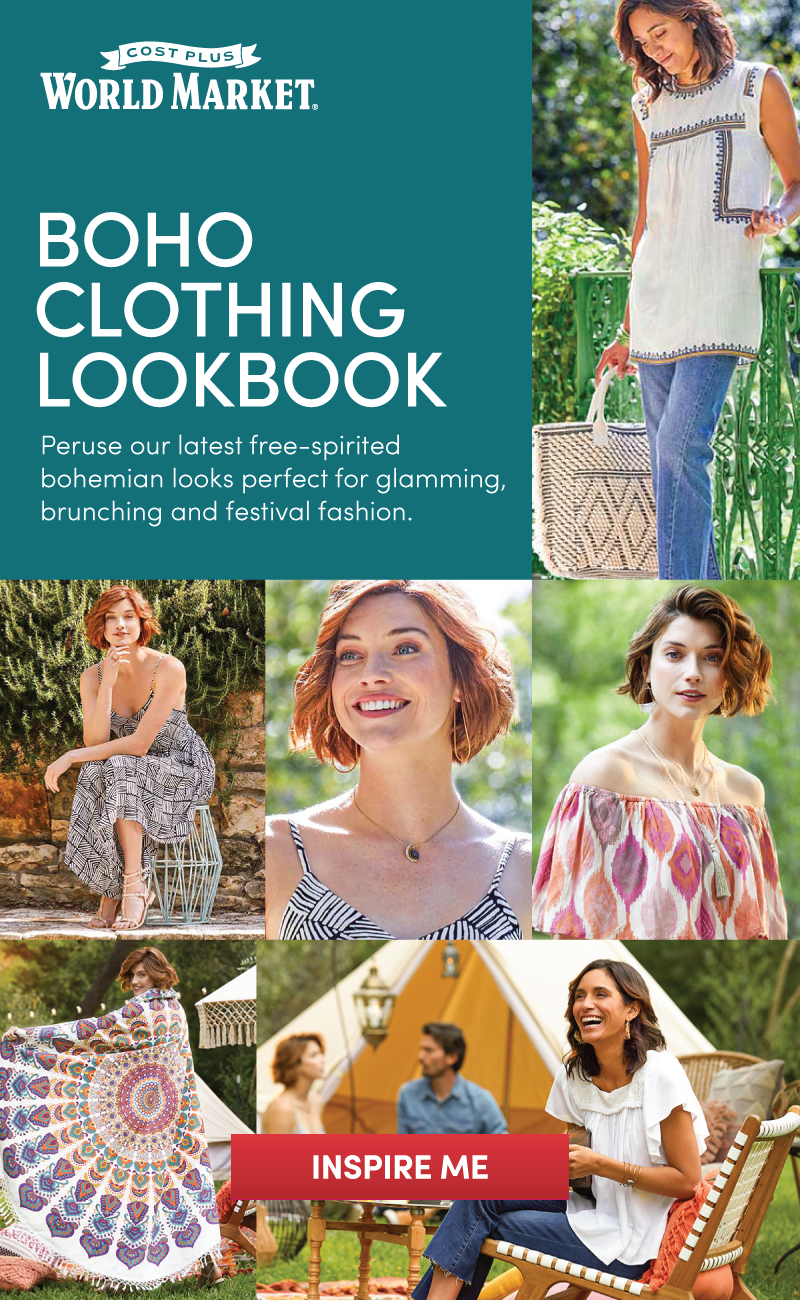 COST PLUS
WORLD MARKET.
BOHO
CLOTHING
LOOKBOOK
Peruse our latest free-spirited
bohemian looks perfect for glamming,
brunching and festival fashion.
INSPIRE ME